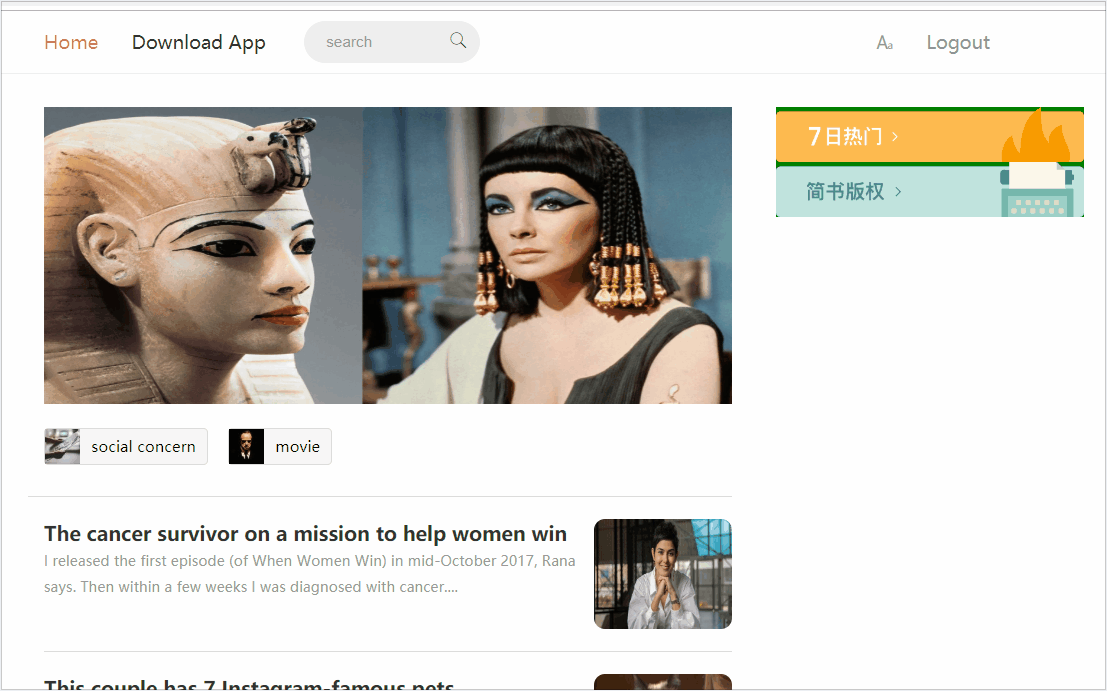 Home
Download App
search
Aa
Logout
7日热门 >
简书版权 >
social concern
movie
The cancer survivor on a mission to help women win
I released the first episode (of When Women Win) in mid-October 2017, Rana
says. Then within a few weeks I was diagnosed with cancer....
This couple has 7 Instagram-famous pets